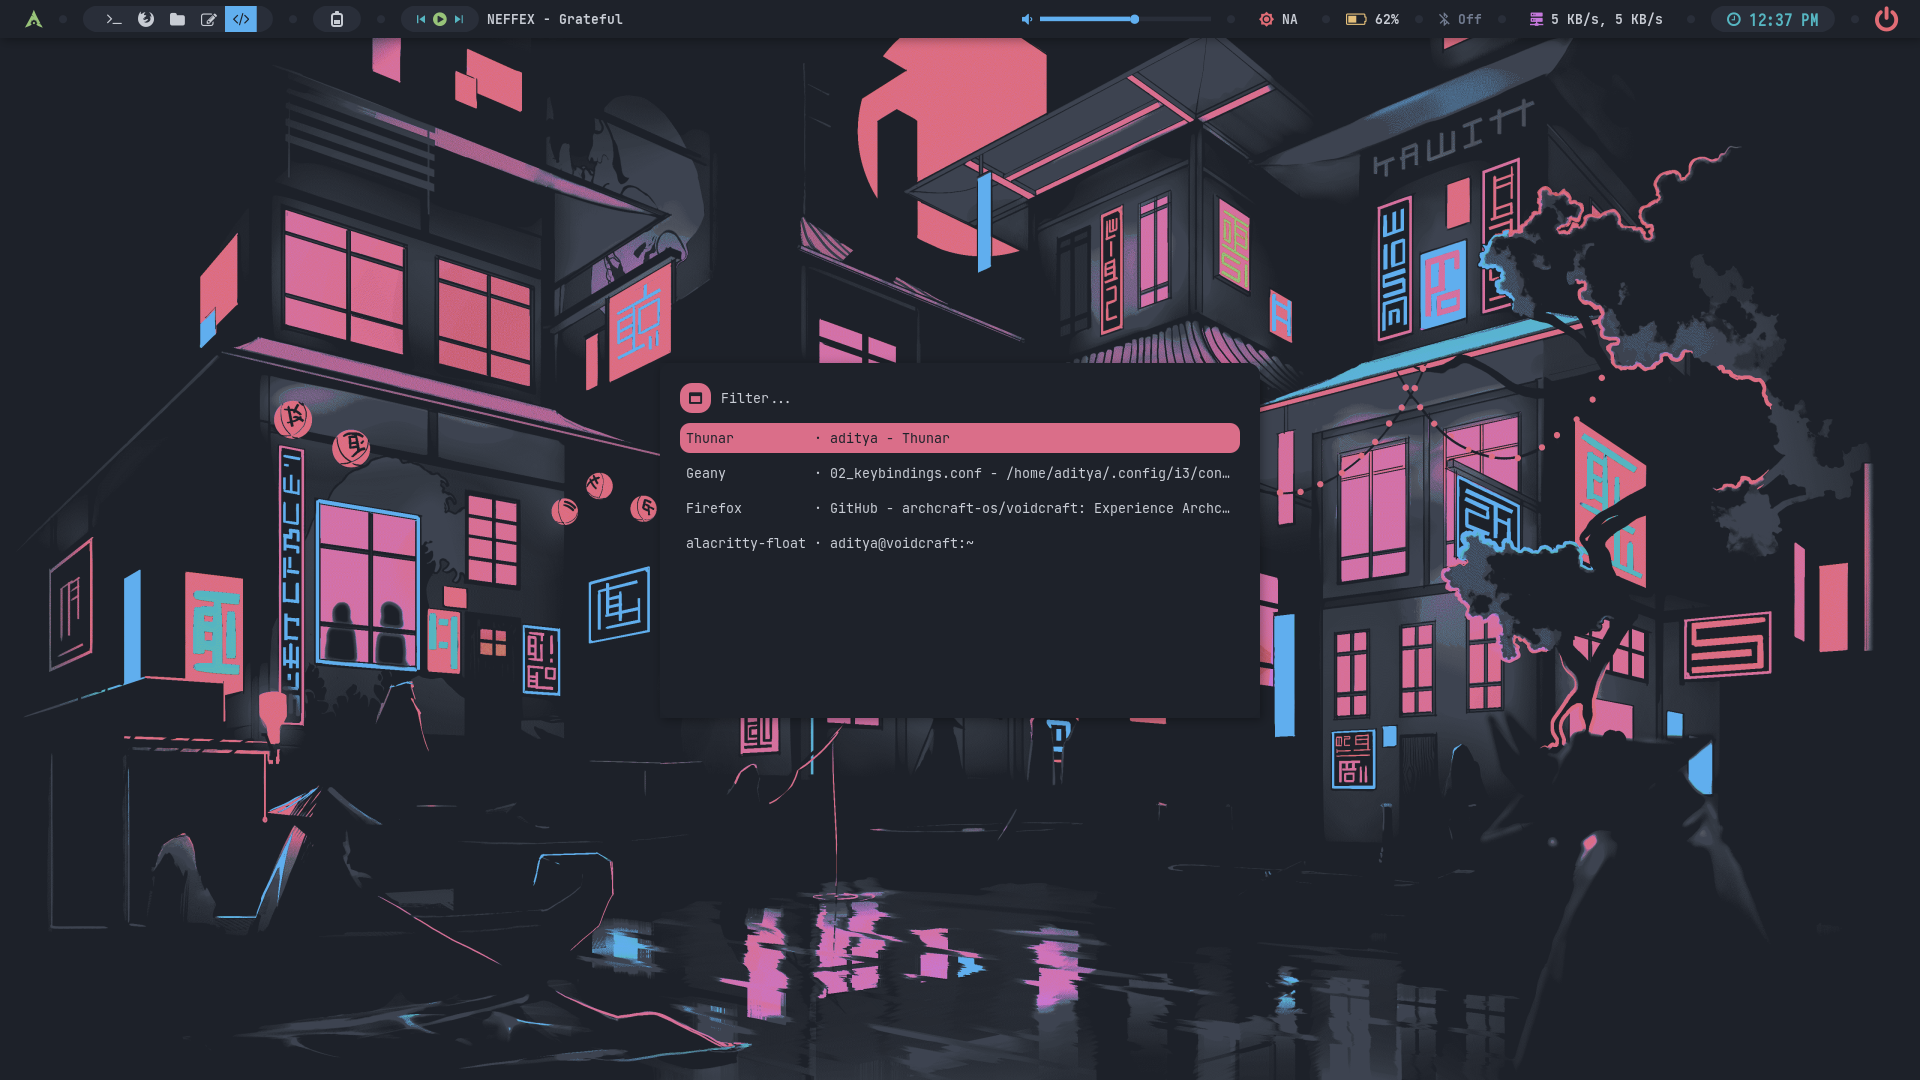 NEFFEX - Grateful
NA
62%
Off
5 KB/s, 5 KB/s
12:37 PM
KAWITT
Filter...
Thunar · aditya - Thunar
Geany · 02_keybindings.conf - /home/aditya/.config/i3/con…
Firefox · GitHub - archcraft-os/voidcraft: Experience Archc…
alacritty-float · aditya@voidcraft:~